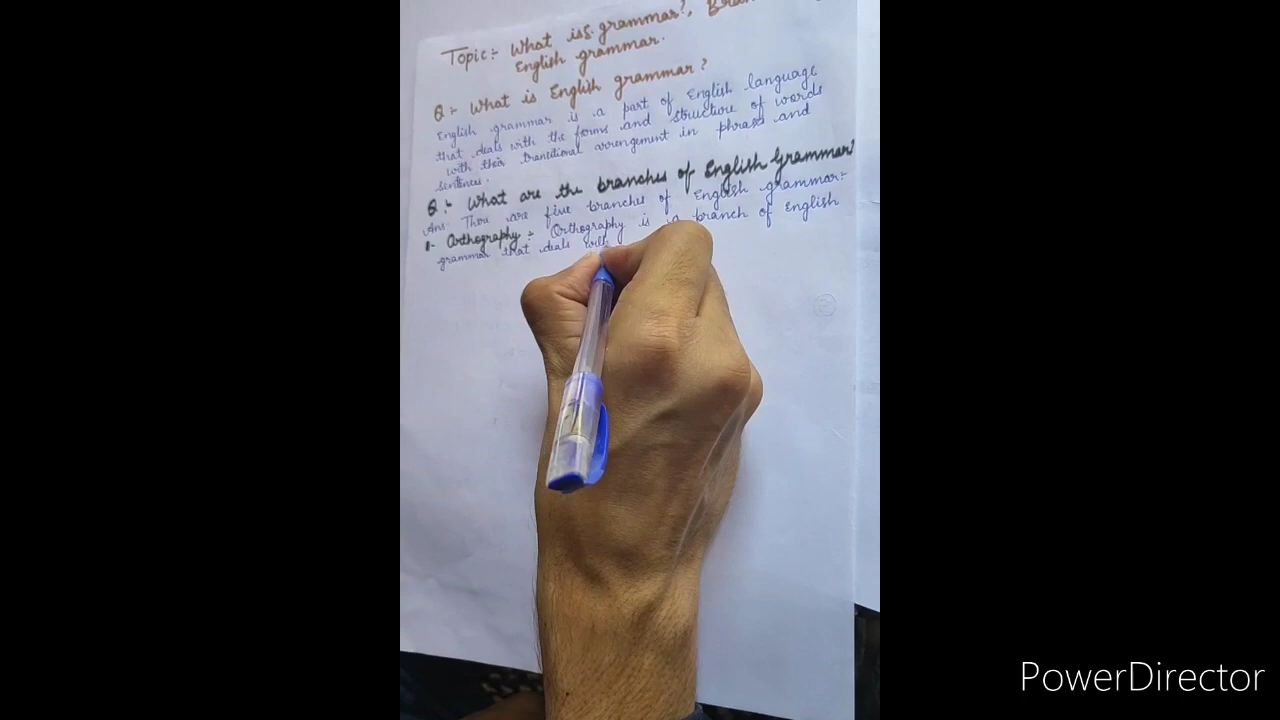 Topic:- What is grammar?, Bran
English grammar.
Q:- What is English grammar?
English grammar is a part of English language
that deals with the forms and structure of words
with their transitional arrangement in phrases and
sentences.
Q:- What are the branches of English Grammar?
Ans. There are five branches of English grammar:-
1- Orthography:- Orthography is a branch of English
grammar that deals with
PowerDirector